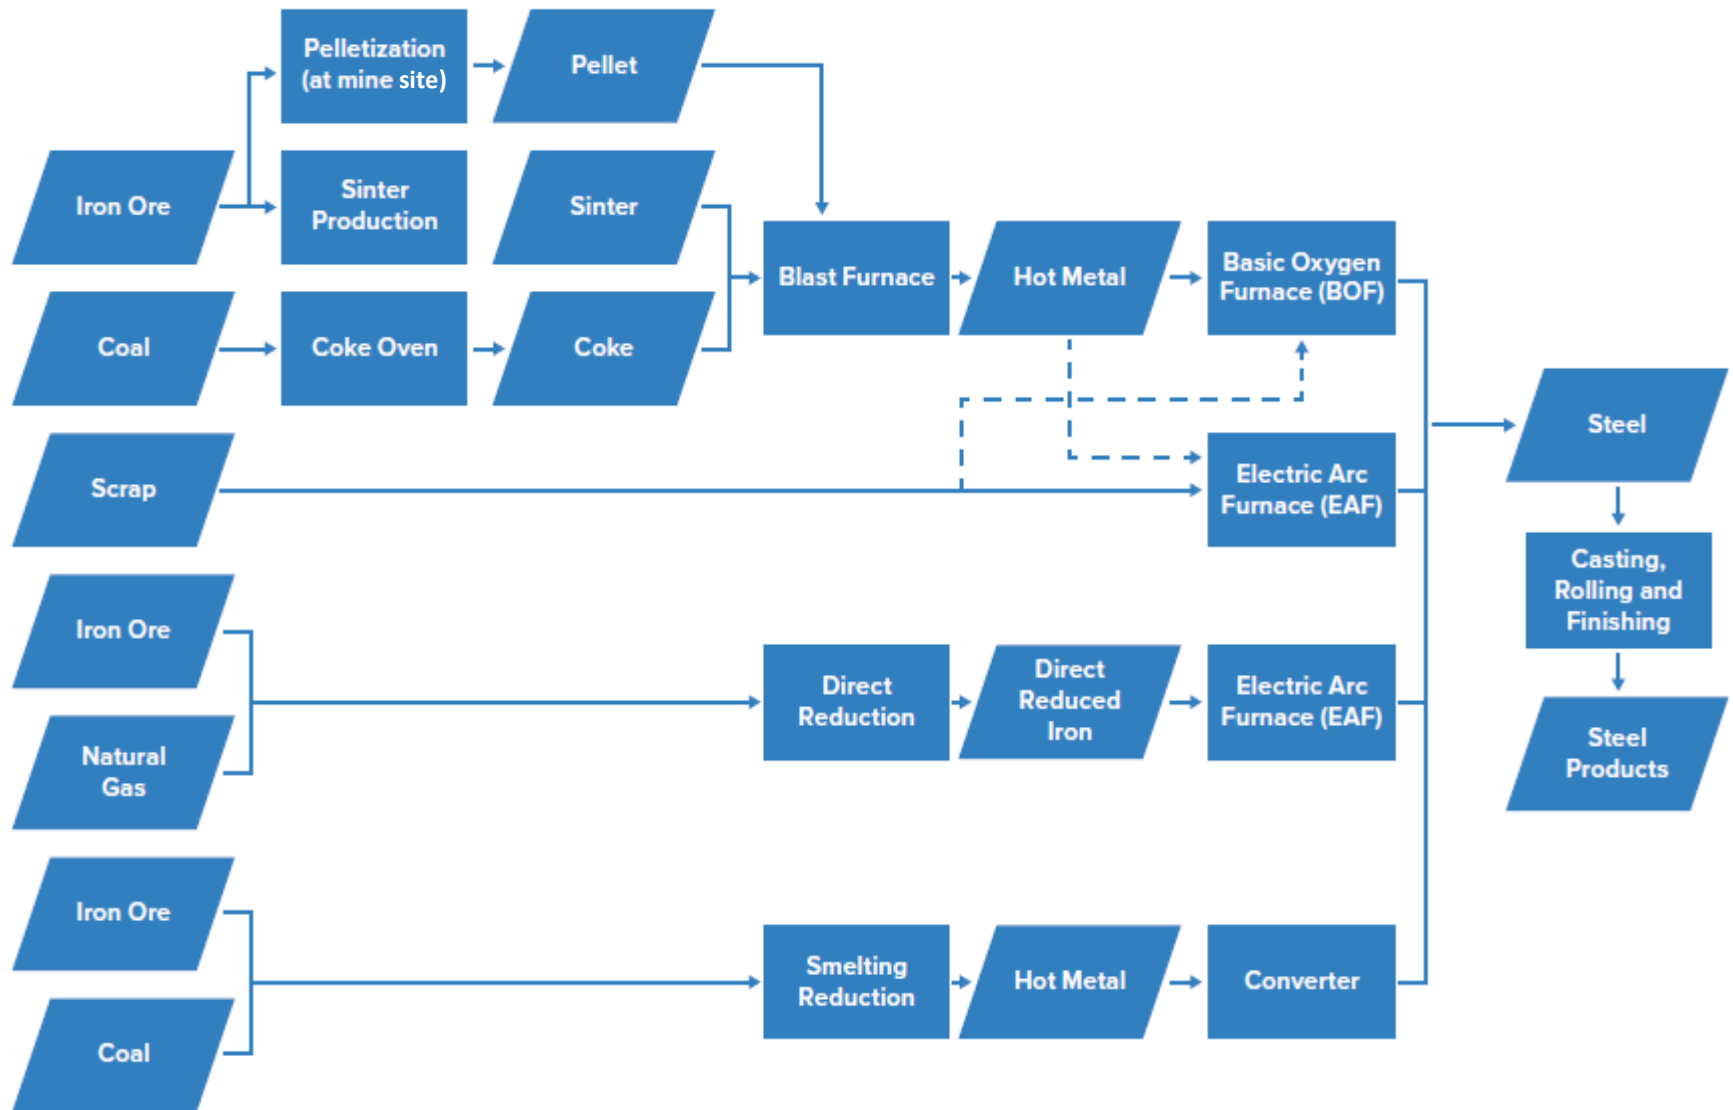 Pelletization
(at mine site)
Pellet
Iron Ore
Sinter
Production
Sinter
Blast Furnace
Hot Metal
Basic Oxygen
Furnace (BOF)
Coal
Coke Oven
Coke
Steel
Scrap
Electric Arc
Furnace (EAF)
Casting,
Rolling and
Finishing
Iron Ore
Direct
Reduction
Direct
Reduced
Iron
Electric Arc
Furnace (EAF)
Steel
Products
Natural
Gas
Iron Ore
Smelting
Reduction
Hot Metal
Converter
Coal